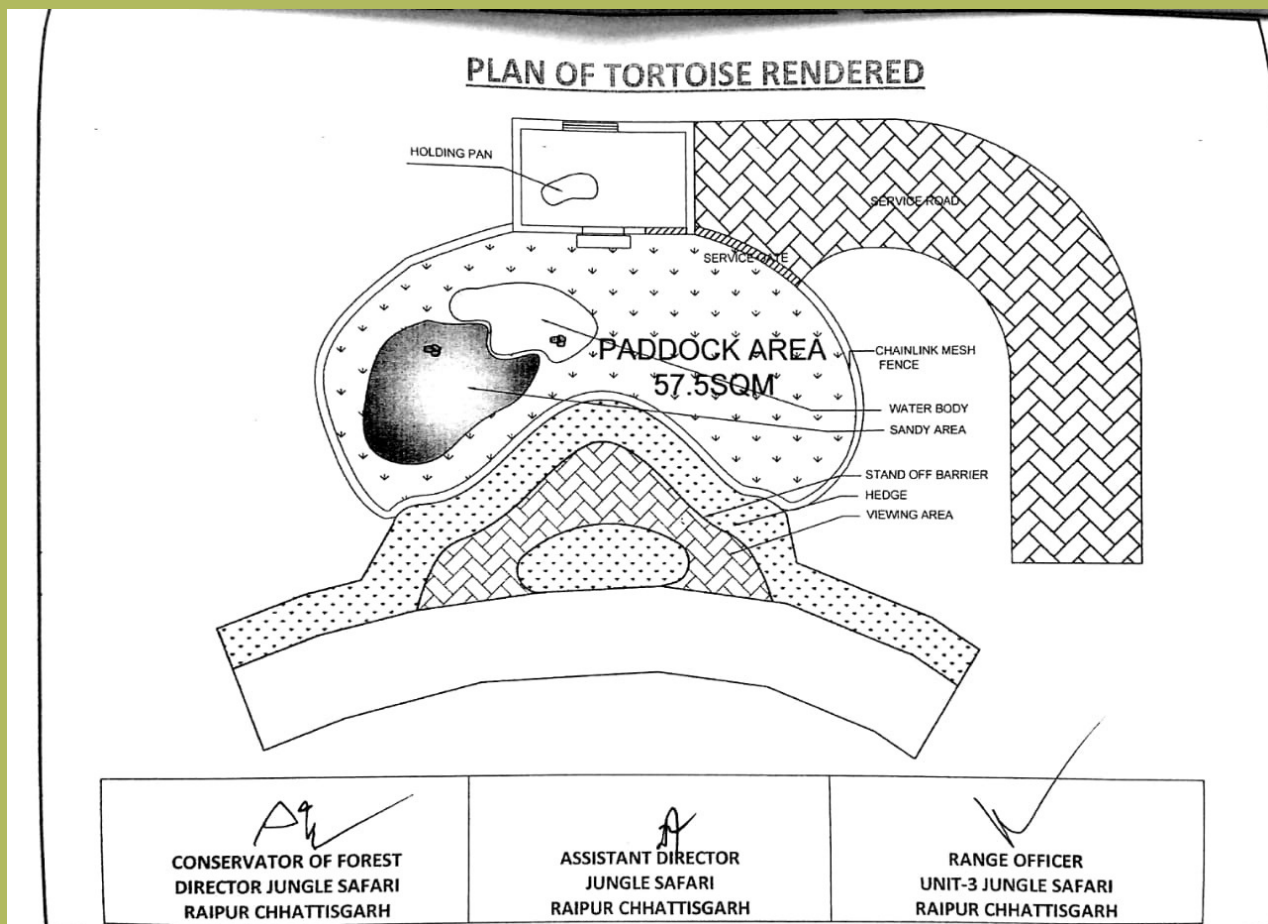 PLAN OF TORTOISE RENDERED
HOLDING PAN
SERVICE ROAD
SERVICE GATE
PADDOCK AREA
57.5SQM
CHAINLINK MESH
FENCE
WATER BODY
SANDY AREA
STAND OFF BARRIER
HEDGE
VIEWING AREA
CONSERVATOR OF FOREST
DIRECTOR JUNGLE SAFARI
RAIPUR CHHATTISGARH
ASSISTANT DIRECTOR
JUNGLE SAFARI
RAIPUR CHHATTISGARH
RANGE OFFICER
UNIT-3 JUNGLE SAFARI
RAIPUR CHHATTISGARH